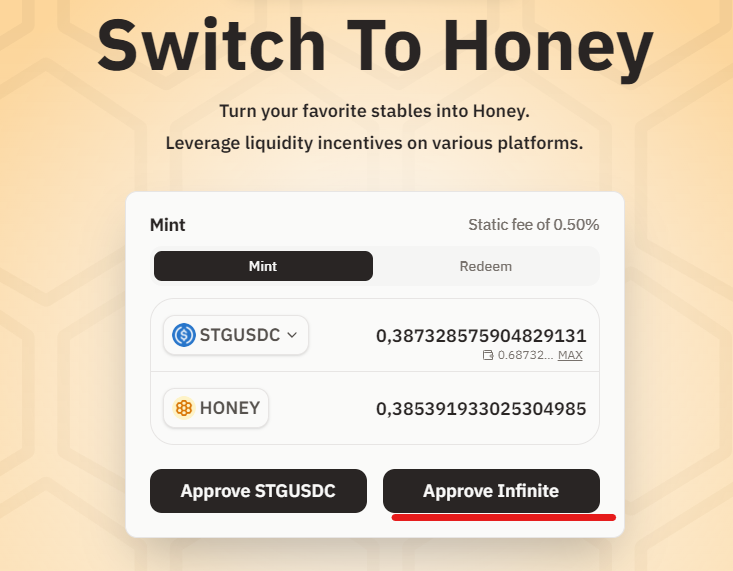 Switch To Honey
Turn your favorite stables into Honey.
Leverage liquidity incentives on various platforms.
Mint Static fee of 0.50%
Mint Redeem
STGUSDC 0,387328575904829131
0.68732... MAX
HONEY 0,385391933025304985
Approve STGUSDC Approve Infinite